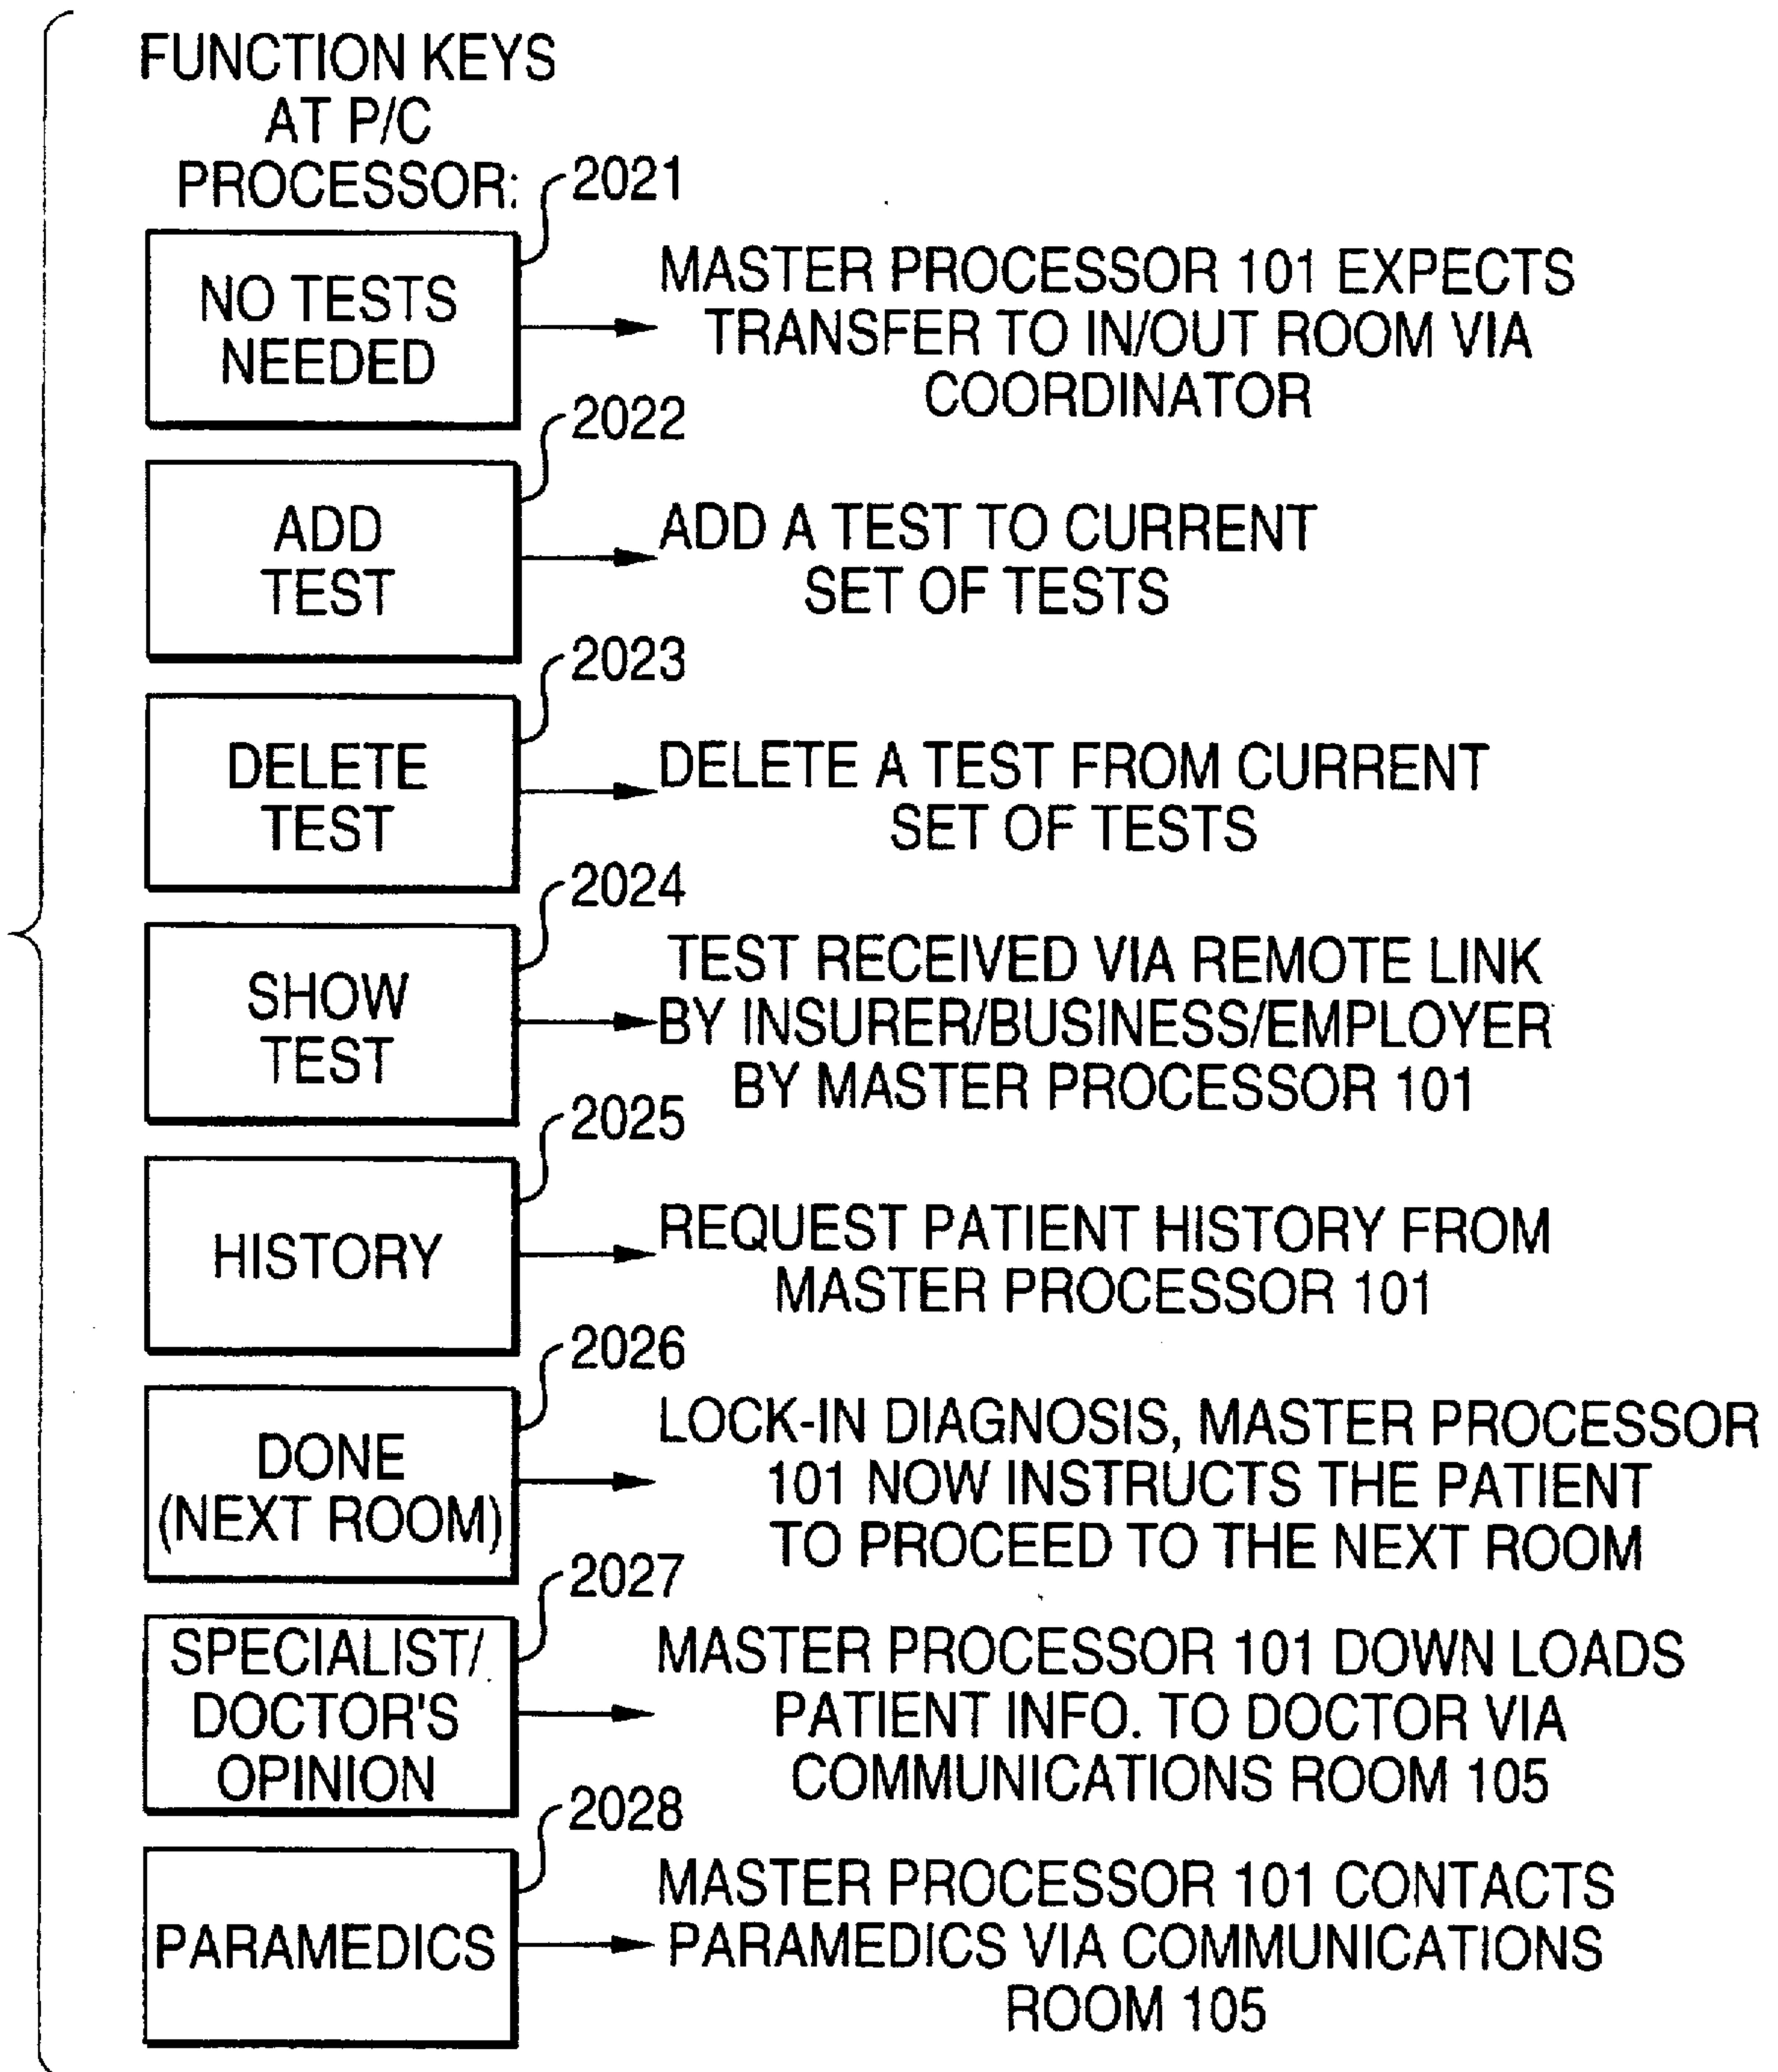 FUNCTION KEYS
AT P/C
PROCESSOR:
2021
NO TESTS
NEEDED
MASTER PROCESSOR 101 EXPECTS
TRANSFER TO IN/OUT ROOM VIA
COORDINATOR
2022
ADD
TEST
ADD A TEST TO CURRENT
SET OF TESTS
2023
DELETE
TEST
DELETE A TEST FROM CURRENT
SET OF TESTS
2024
SHOW
TEST
TEST RECEIVED VIA REMOTE LINK
BY INSURER/BUSINESS/EMPLOYER
BY MASTER PROCESSOR 101
2025
HISTORY
REQUEST PATIENT HISTORY FROM
MASTER PROCESSOR 101
2026
DONE
(NEXT ROOM)
LOCK-IN DIAGNOSIS, MASTER PROCESSOR
101 NOW INSTRUCTS THE PATIENT
TO PROCEED TO THE NEXT ROOM
2027
SPECIALIST/
DOCTOR'S
OPINION
MASTER PROCESSOR 101 DOWN LOADS
PATIENT INFO. TO DOCTOR VIA
COMMUNICATIONS ROOM 105
2028
PARAMEDICS
MASTER PROCESSOR 101 CONTACTS
PARAMEDICS VIA COMMUNICATIONS
ROOM 105